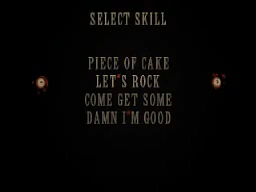 SELECT SKILL
PIECE OF CAKE
LET'S ROCK
COME GET SOME
DAMN I'M GOOD